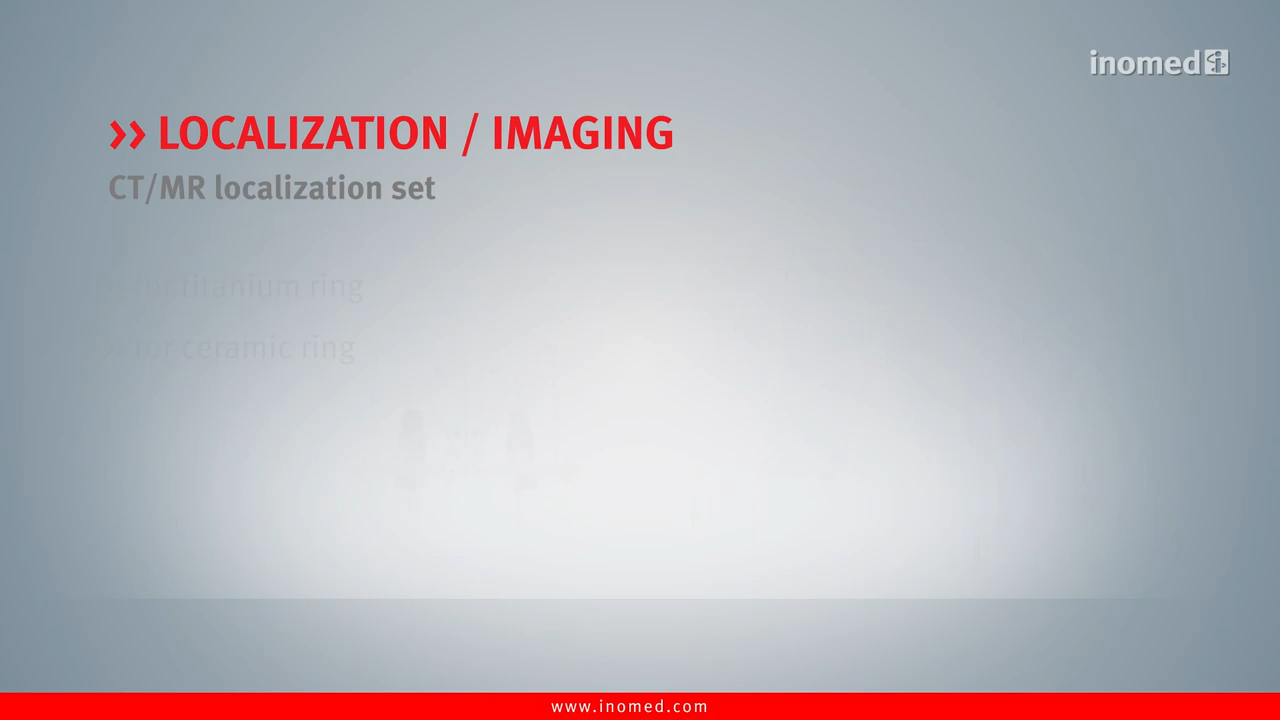 inomed
›› LOCALIZATION / IMAGING
CT/MR localization set
›› for titanium ring
›› for ceramic ring
www.inomed.com